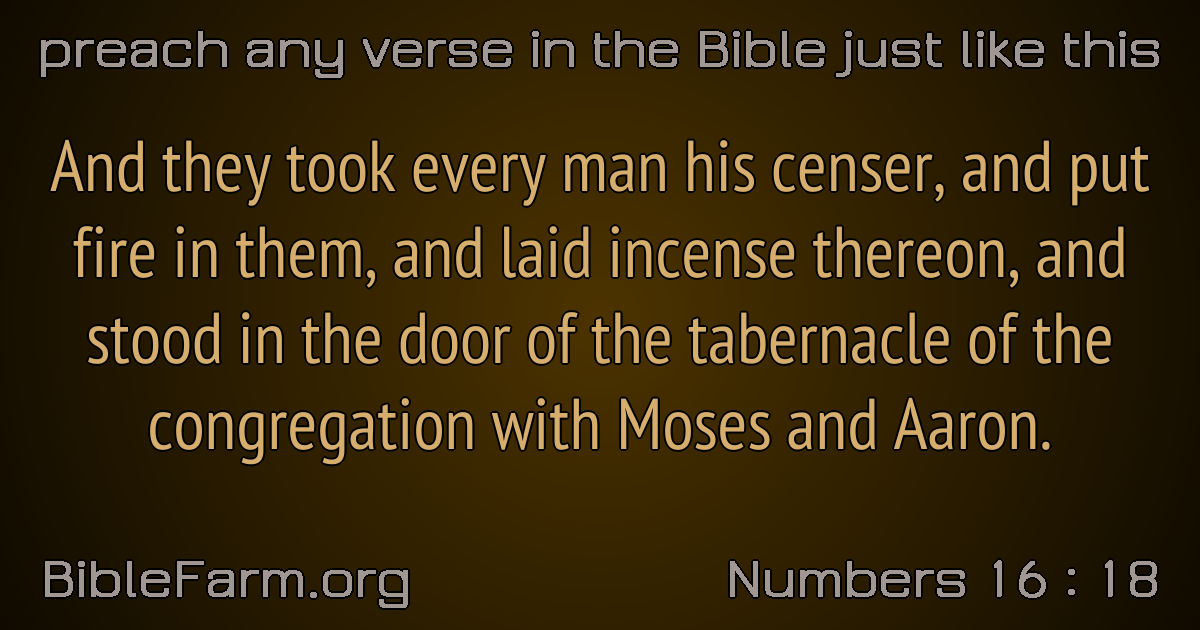 preach any verse in the Bible just like this
And they took every man his censer, and put
fire in them, and laid incense thereon, and
stood in the door of the tabernacle of the
congregation with Moses and Aaron.
BibleFarm.org
Numbers 16 : 18